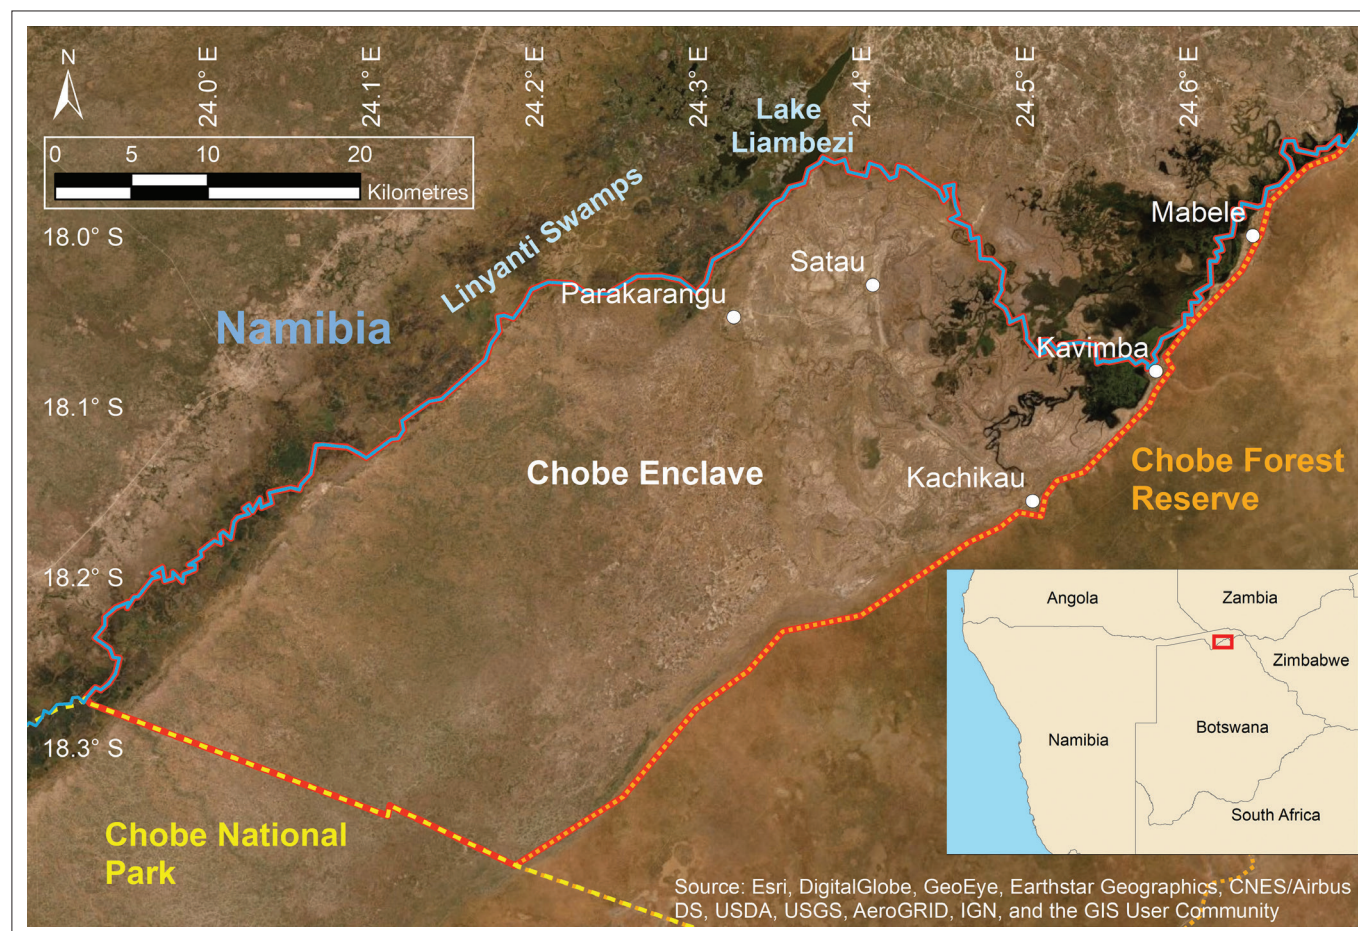 N
24.0° E
24.1° E
24.2° E
24.3° E
24.4° E
24.5° E
24.6° E
0 5 10 20
Kilometres
Lake
Liambezi
Linyanti Swamps
18.0° S
Mabele
Satau
Parakarangu
Namibia
Kavimba
18.1° S
Chobe Enclave
Kachikau
Chobe Forest
Reserve
18.2° S
Angola
Zambia
Zimbabwe
Namibia
Botswana
South Africa
18.3° S
Chobe National
Park
Source: Esri, DigitalGlobe, GeoEye, Earthstar Geographics, CNES/Airbus
DS, USDA, USGS, AeroGRID, IGN, and the GIS User Community